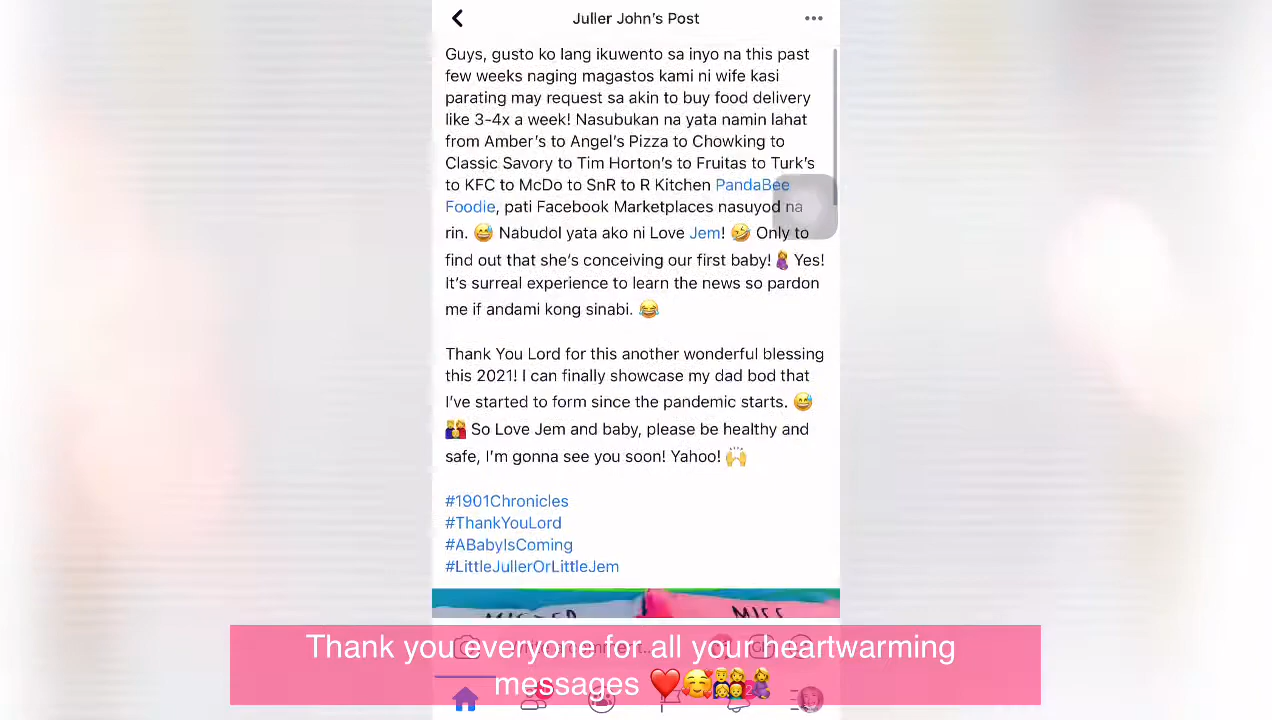 Juller John's Post
Guys, gusto ko lang ikuwento sa inyo na this past
few weeks naging magastos kami ni wife kasi
parating may request sa akin to buy food delivery
like 3-4x a week! Nasubukan na yata namin lahat
from Amber's to Angel's Pizza to Chowking to
Classic Savory to Tim Horton's to Fruitas to Turk's
to KFC to McDo to SnR to R Kitchen PandaBee
Foodie, pati Facebook Marketplaces nasuyod na
rin. 😅 Nabudol yata ako ni Love Jem! 🤣 Only to
find out that she's conceiving our first baby! 🤰 Yes!
It's surreal experience to learn the news so pardon
me if andami kong sinabi. 😂
Thank You Lord for this another wonderful blessing
this 2021! I can finally showcase my dad bod that
I've started to form since the pandemic starts. 😅
👫 So Love Jem and baby, please be healthy and
safe, I'm gonna see you soon! Yahoo! 🙌
#1901Chronicles
#ThankYouLord
#ABabyIsComing
#LittleJullerOrLittleJem
Thank you everyone for all your heartwarming
messages ❤️🥰👨‍👩‍👧‍👦🤰
2